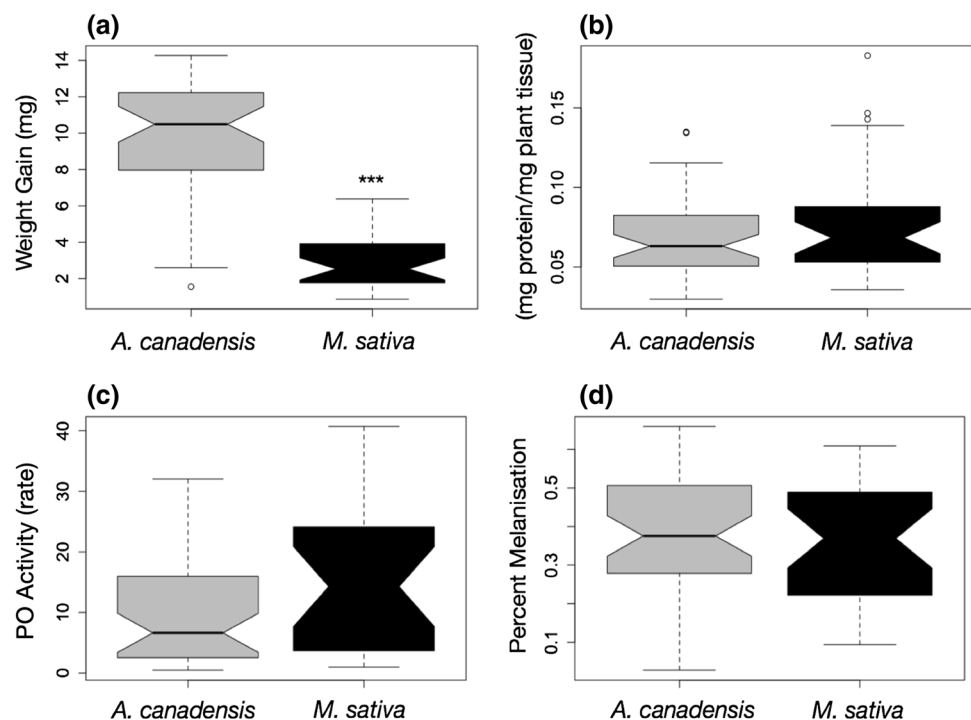 (a)
Weight Gain (mg)
14
12
10
8
6
4
2
***
A. canadensis
M. sativa
(b)
(mg protein/mg plant tissue)
0.15
0.10
0.05
A. canadensis
M. sativa
(c)
PO Activity (rate)
40
30
20
10
0
A. canadensis
M. sativa
(d)
Percent Melanisation
0.5
0.3
0.1
A. canadensis
M. sativa